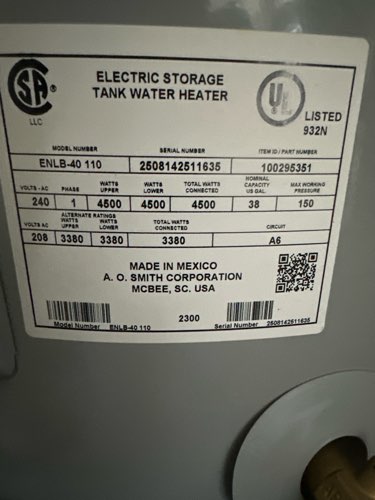 ELECTRIC STORAGE
TANK WATER HEATER
SA
LLC
UL
LISTED
932N
MODEL NUMBER SERIAL NUMBER ITEM ID / PART NUMBER
ENLB-40 110 2508142511635 100295351
VOLTS - AC PHASE WATTS UPPER WATTS LOWER TOTAL WATTS CONNECTED NOMINAL CAPACITY US GAL. MAX WORKING PRESSURE
240 1 4500 4500 4500 38 150
ALTERNATE RATINGS
VOLTS AC WATTS UPPER WATTS LOWER TOTAL WATTS CONNECTED CIRCUIT
208 3380 3380 3380 A6
MADE IN MEXICO
A. O. SMITH CORPORATION
MCBEE, SC. USA
2300
Model Number ENLB-40 110 Serial Number 2508142511635